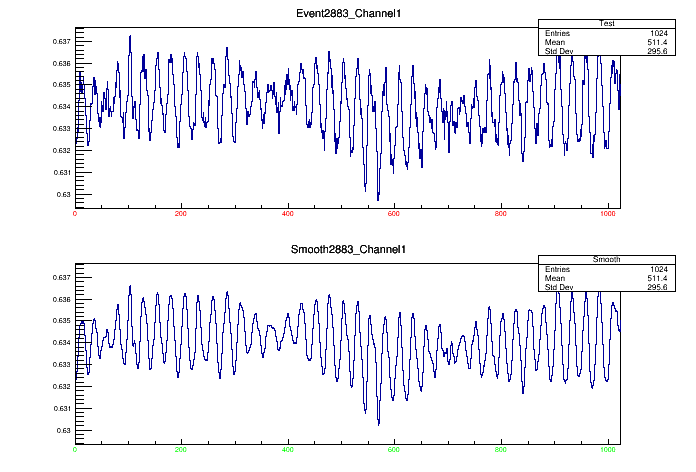 Event2883_Channel1
Test
Entries 1024
Mean 511.4
Std Dev 295.6
0.637
0.636
0.635
0.634
0.633
0.632
0.631
0.63
0 200 400 600 800 1000
Smooth2883_Channel1
Smooth
Entries 1024
Mean 511.4
Std Dev 295.6
0.637
0.636
0.635
0.634
0.633
0.632
0.631
0.63
0 200 400 600 800 1000